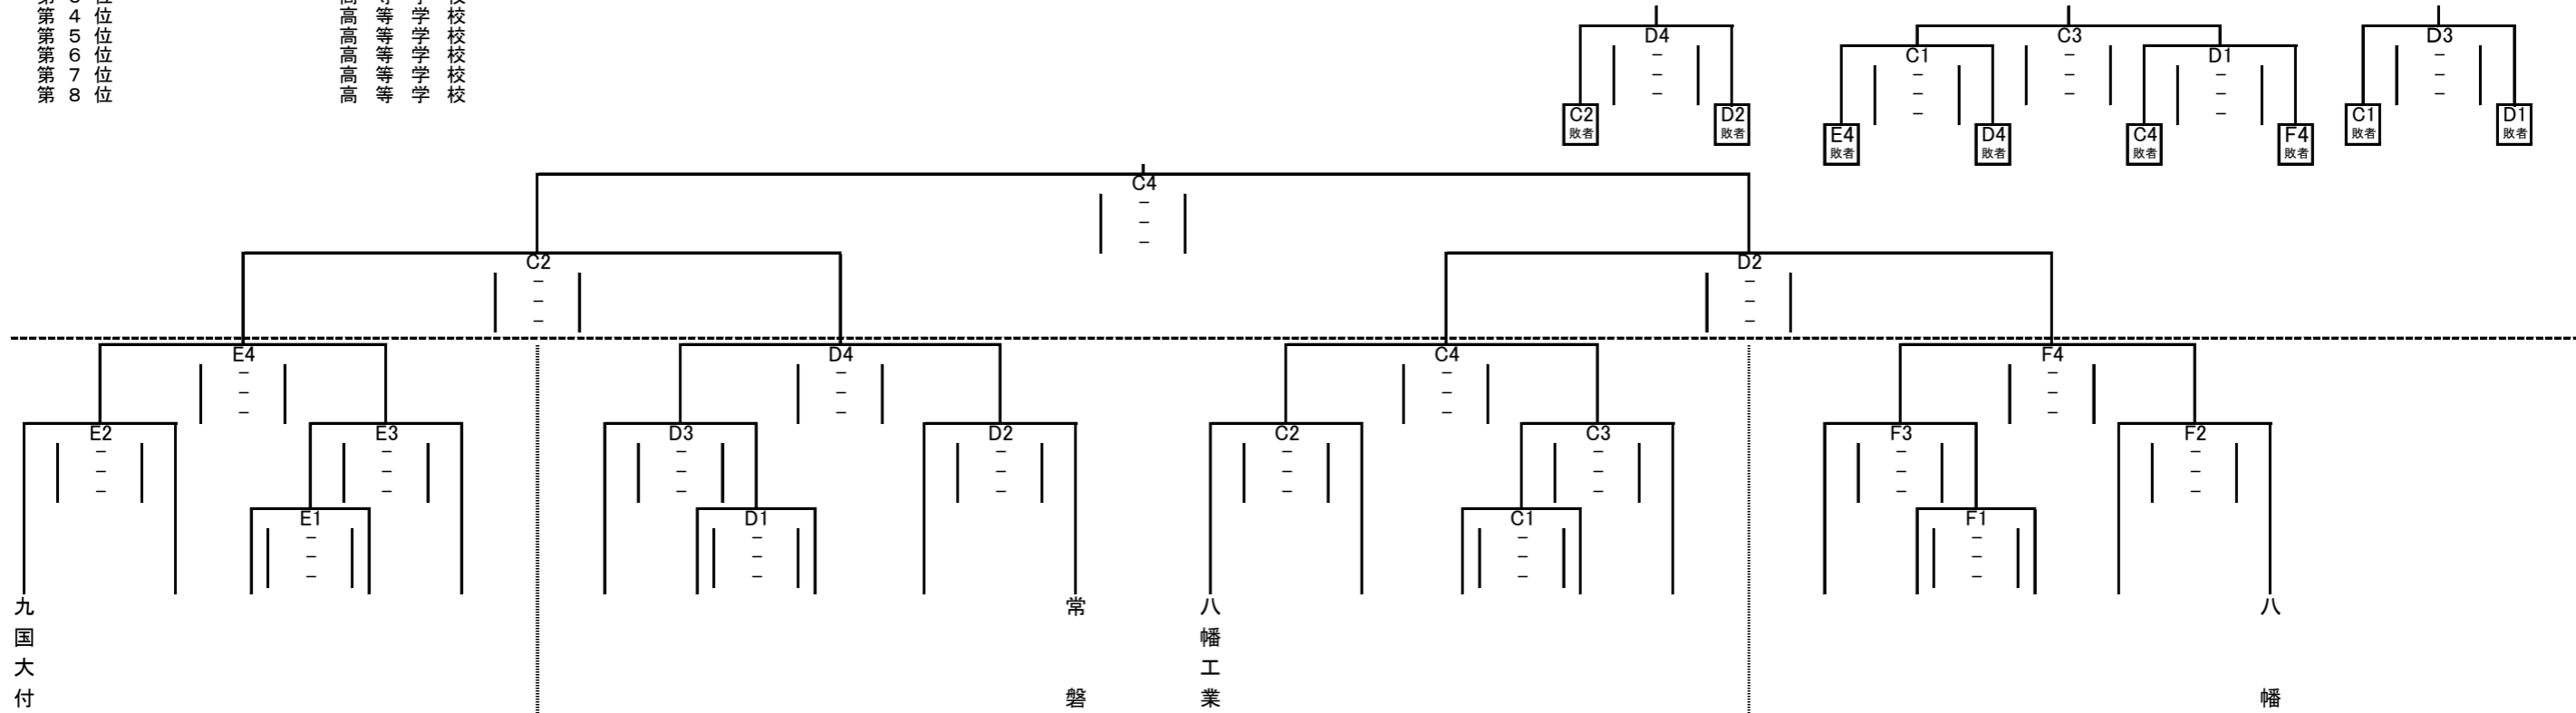 第 4 位 高 等 学 校
第 5 位 高 等 学 校
第 6 位 高 等 学 校
第 7 位 高 等 学 校
第 8 位 高 等 学 校
D4
C3
D3
C1
D1
C2
敗者
D2
敗者
E4
敗者
D4
敗者
C4
敗者
F4
敗者
C1
敗者
D1
敗者
C4
C2
D2
E4
D4
C4
F4
E2
E3
D3
D2
C2
C3
F3
F2
E1
D1
C1
F1
九国大付
常磐
八幡工業
八幡